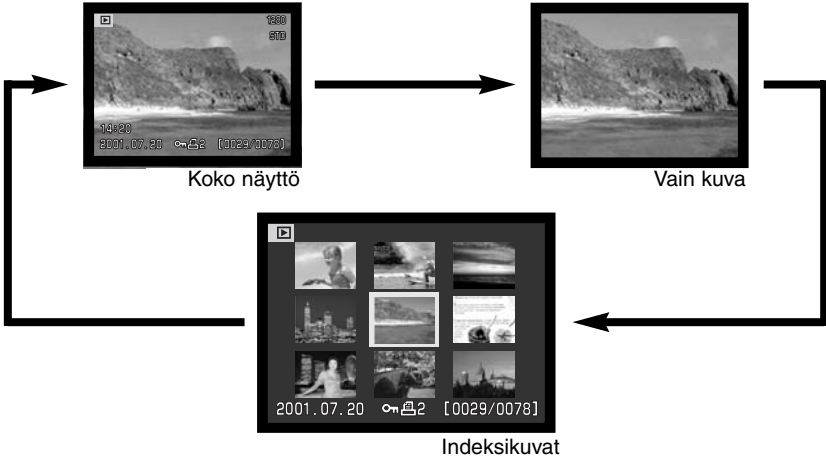 1280
STD
14:20
2001.07.20 2 [0029/0078]
Koko näyttö
Vain kuva
2001.07.20 2 [0029/0078]
Indeksikuvat